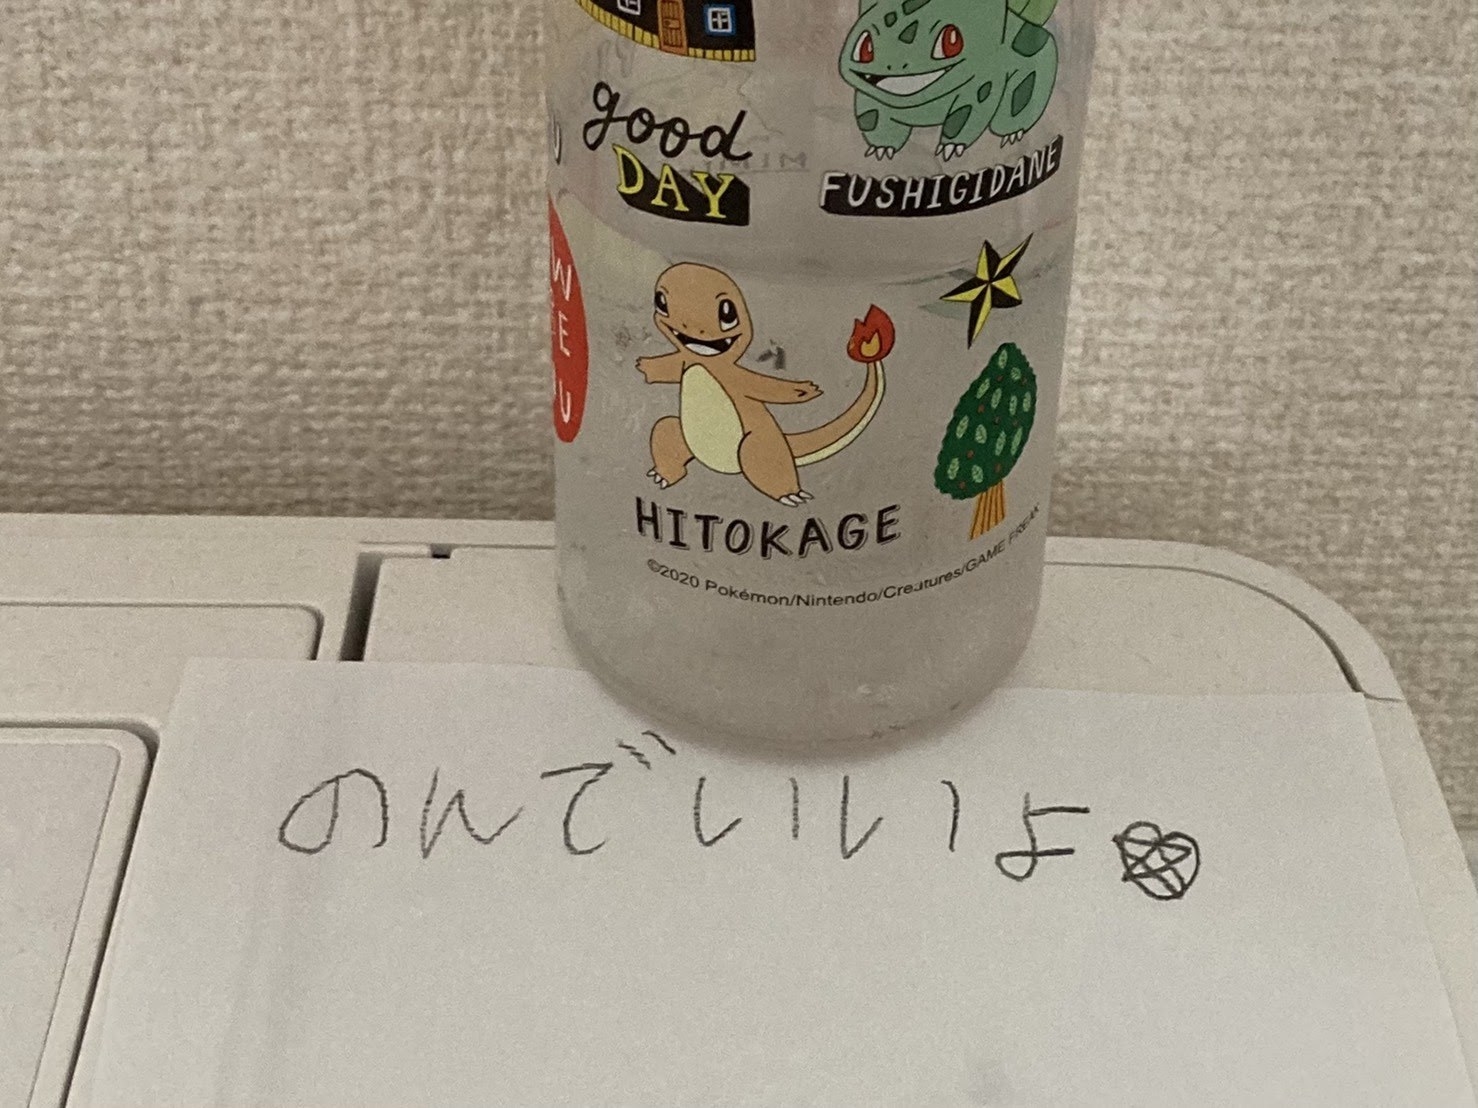 good
DAY
FUSHIGIDANE
HITOKAGE
©2020 Pokémon/Nintendo/Creatures/GAME FREAK
のんでいいよ